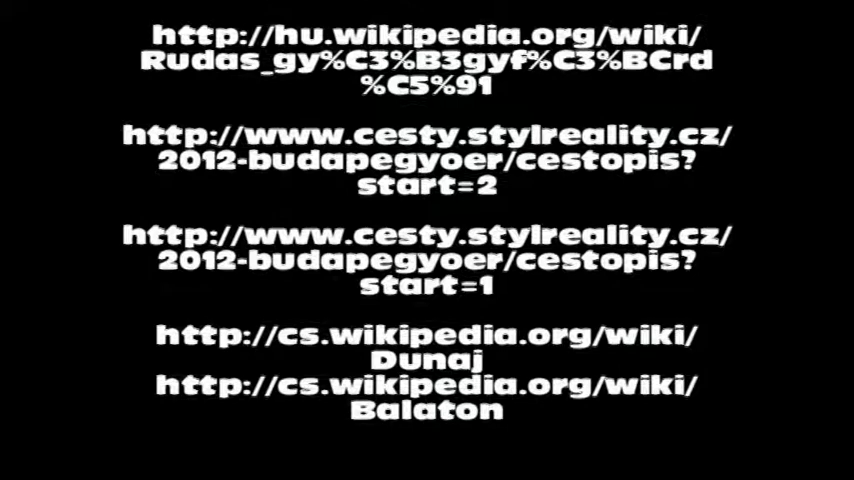 http://hu.wikipedia.org/wiki/
Rudas_gy%C3%B3gyf%C3%BCrd
%C5%91
http://www.cesty.stylreality.cz/
2012-budapegyoer/cestopis?
start=2
http://www.cesty.stylreality.cz/
2012-budapegyoer/cestopis?
start=1
http://cs.wikipedia.org/wiki/
Dunaj
http://cs.wikipedia.org/wiki/
Balaton